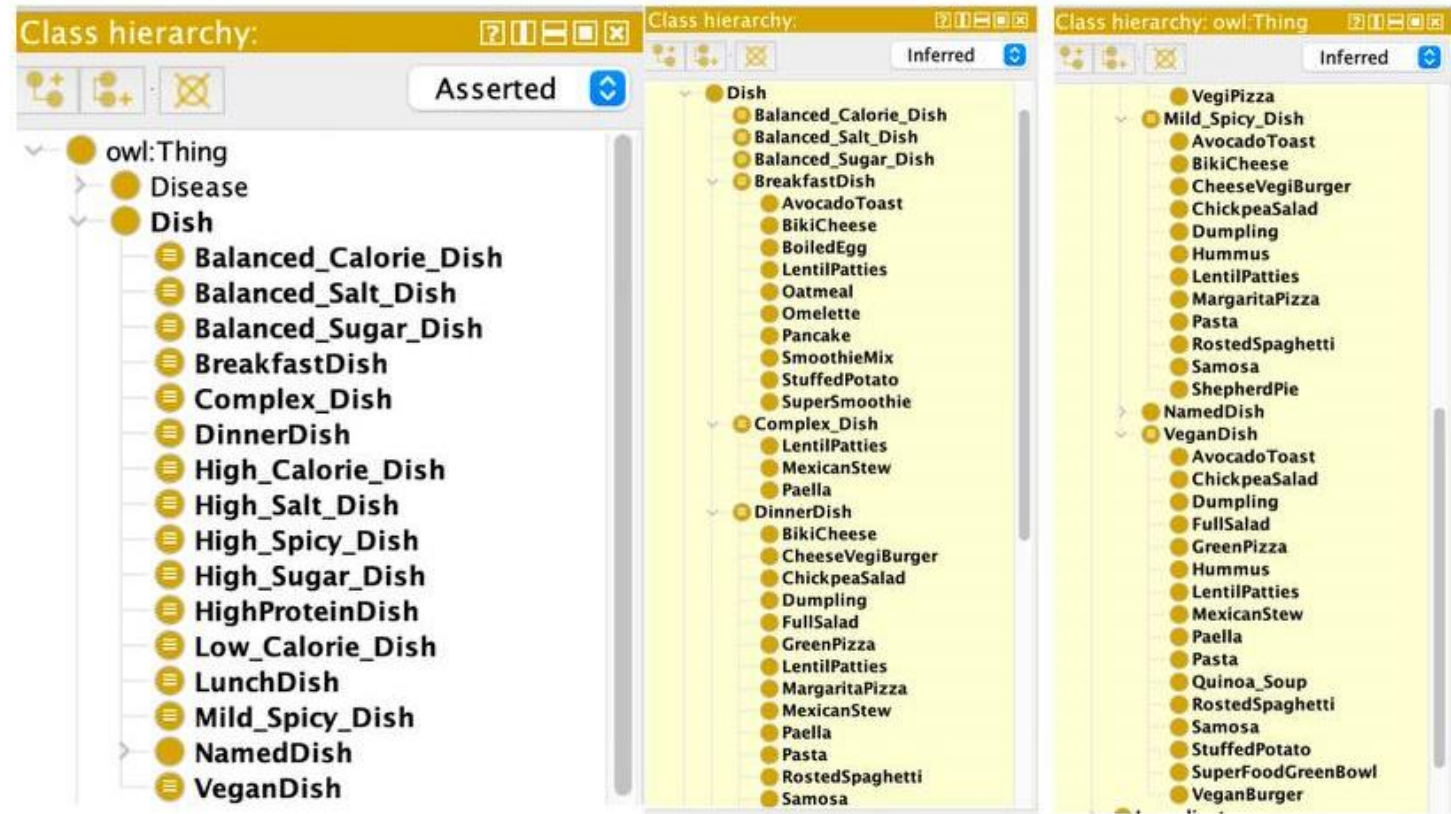 Class hierarchy:
Asserted
owl:Thing
Disease
Dish
Balanced_Calorie_Dish
Balanced_Salt_Dish
Balanced_Sugar_Dish
BreakfastDish
Complex_Dish
DinnerDish
High_Calorie_Dish
High_Salt_Dish
High_Spicy_Dish
High_Sugar_Dish
HighProteinDish
Low_Calorie_Dish
LunchDish
Mild_Spicy_Dish
NamedDish
VeganDish
Class hierarchy:
Inferred
Dish
Balanced_Calorie_Dish
Balanced_Salt_Dish
Balanced_Sugar_Dish
BreakfastDish
AvocadoToast
BikiCheese
BoiledEgg
LentilPatties
Oatmeal
Omelette
Pancake
SmoothieMix
StuffedPotato
SuperSmoothie
Complex_Dish
LentilPatties
MexicanStew
Paella
DinnerDish
BikiCheese
CheeseVegiBurger
ChickpeaSalad
Dumpling
FullSalad
GreenPizza
LentilPatties
MargaritaPizza
MexicanStew
Paella
Pasta
RostedSpaghetti
Samosa
Class hierarchy: owl:Thing
Inferred
VegiPizza
Mild_Spicy_Dish
AvocadoToast
BikiCheese
CheeseVegiBurger
ChickpeaSalad
Dumpling
Hummus
LentilPatties
MargaritaPizza
Pasta
RostedSpaghetti
Samosa
ShepherdPie
NamedDish
VeganDish
AvocadoToast
ChickpeaSalad
Dumpling
FullSalad
GreenPizza
Hummus
LentilPatties
MexicanStew
Paella
Pasta
Quinoa_Soup
RostedSpaghetti
Samosa
StuffedPotato
SuperFoodGreenBowl
VeganBurger